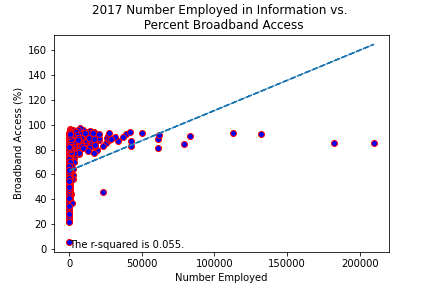 2017 Number Employed in Information vs.
Percent Broadband Access
160
140
120
100
80
60
40
20
0
Broadband Access (%)
The r-squared is 0.055.
0
50000
100000
150000
200000
Number Employed